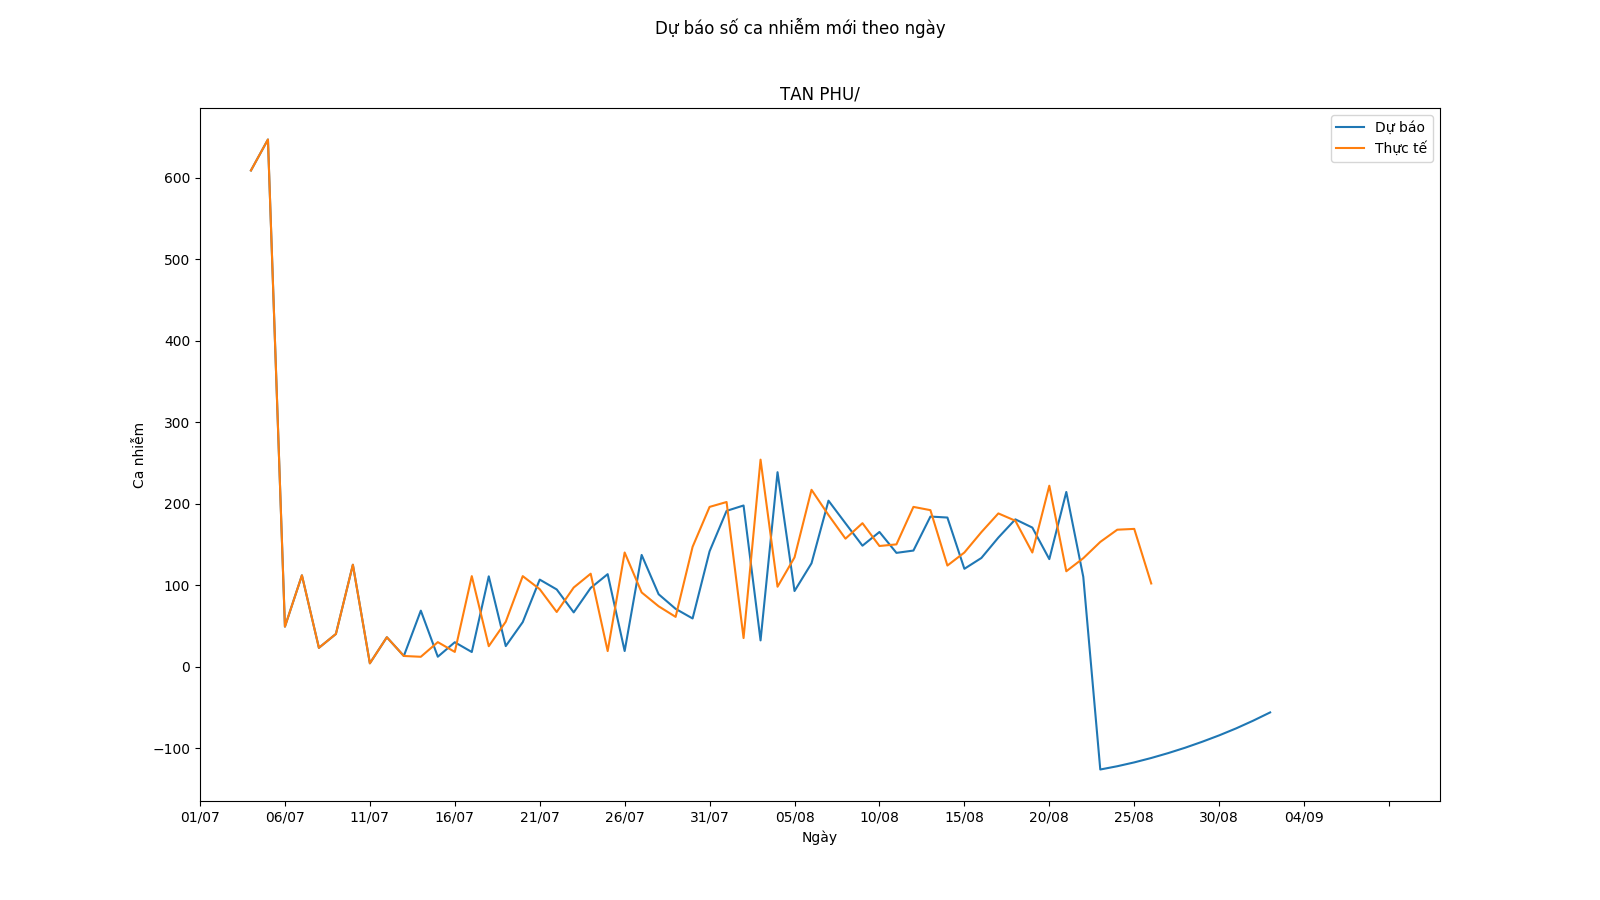 Dự báo số ca nhiễm mới theo ngày
TAN PHU/
Dự báo
Thực tế
600
500
400
300
200
100
0
−100
Ca nhiễm
01/07 06/07 11/07 16/07 21/07 26/07 31/07 05/08 10/08 15/08 20/08 25/08 30/08 04/09
Ngày